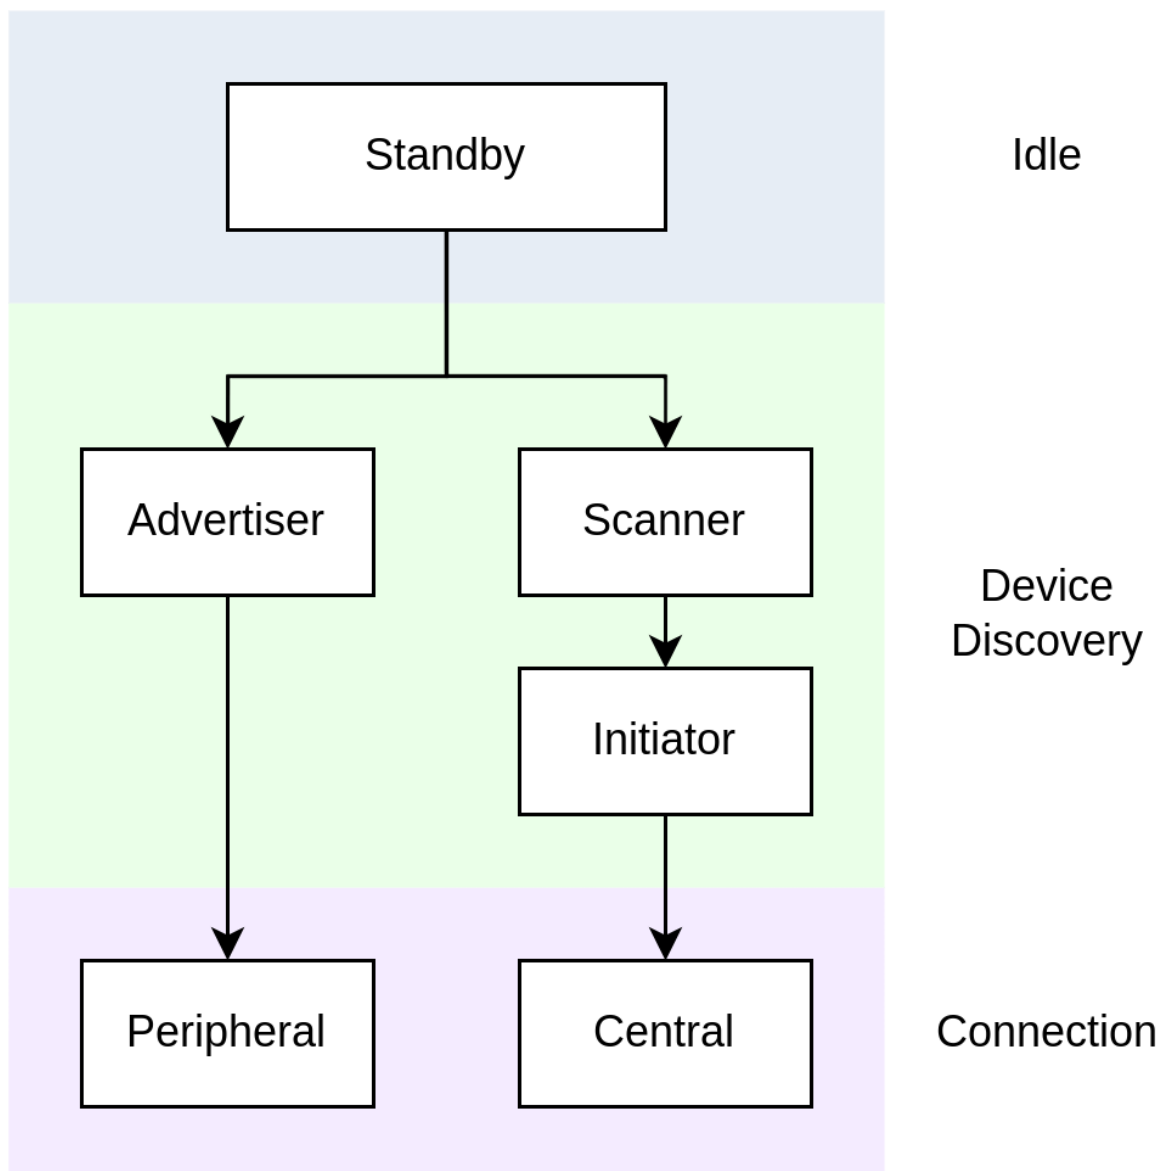 Standby
Idle
Advertiser
Scanner
Device
Discovery
Initiator
Peripheral
Central
Connection